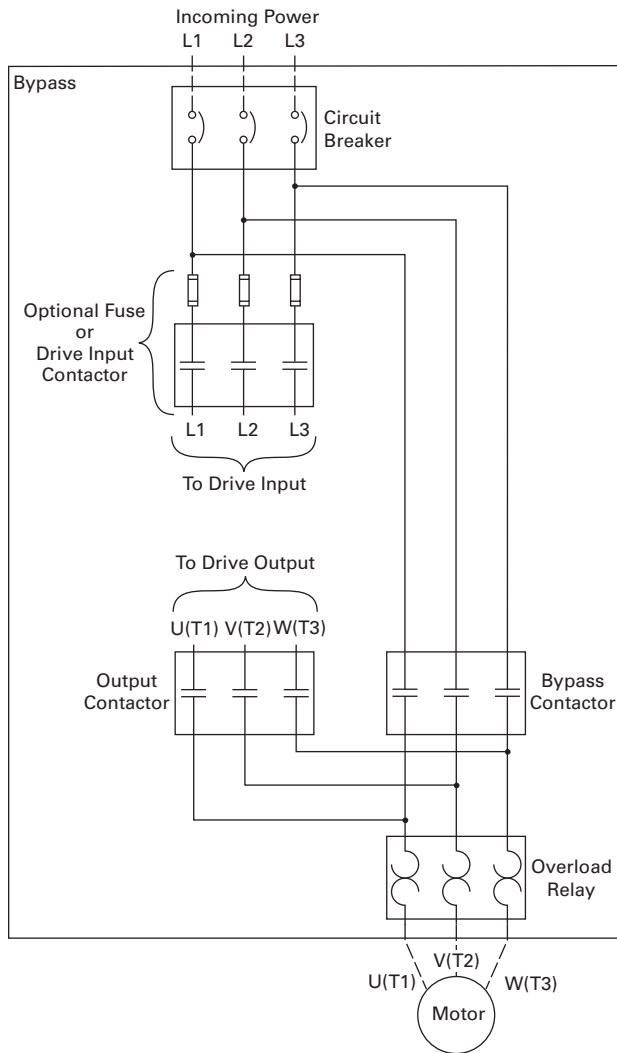 Incoming Power
L1 L2 L3
Bypass
Circuit
Breaker
Optional Fuse
or
Drive Input
Contactor
L1 L2 L3
To Drive Input
To Drive Output
U(T1) V(T2) W(T3)
Output
Contactor
Bypass
Contactor
Overload
Relay
U(T1) V(T2) W(T3)
Motor